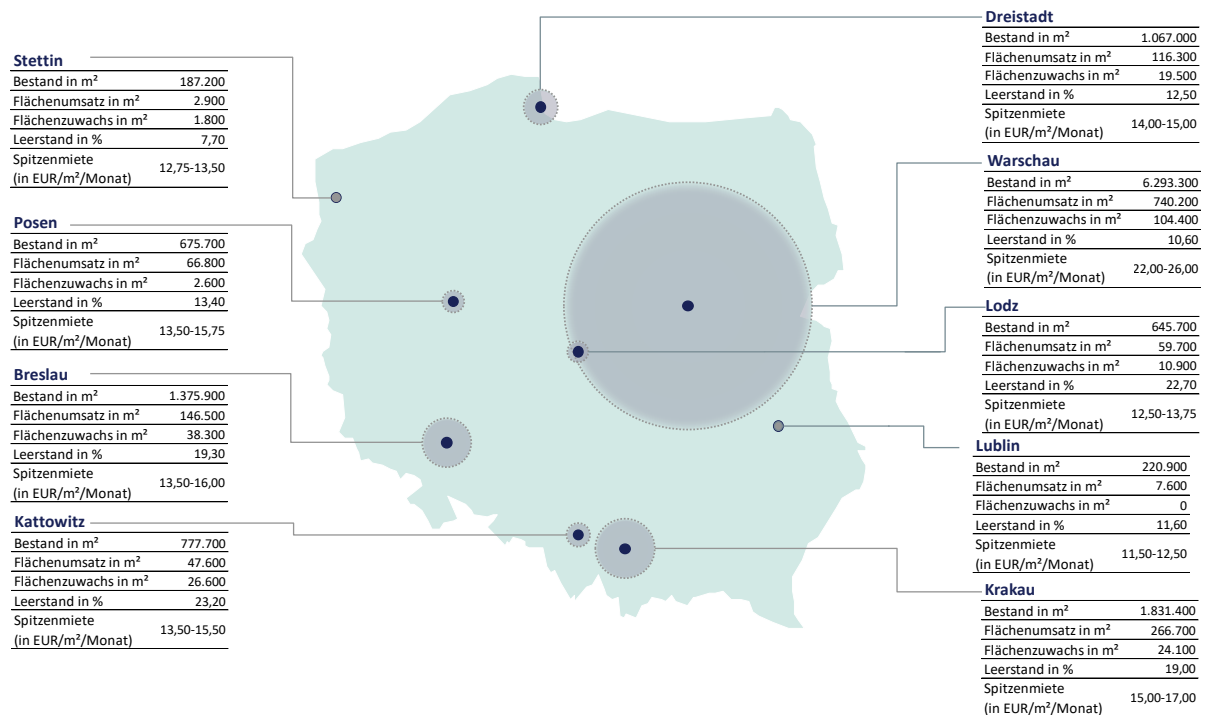 Stettin
Bestand in m² 187.200
Flächenumsatz in m² 2.900
Flächenzuwachs in m² 1.800
Leerstand in % 7,70
Spitzenmiete
(in EUR/m²/Monat) 12,75-13,50
Posen
Bestand in m² 675.700
Flächenumsatz in m² 66.800
Flächenzuwachs in m² 2.600
Leerstand in % 13,40
Spitzenmiete
(in EUR/m²/Monat) 13,50-15,75
Breslau
Bestand in m² 1.375.900
Flächenumsatz in m² 146.500
Flächenzuwachs in m² 38.300
Leerstand in % 19,30
Spitzenmiete
(in EUR/m²/Monat) 13,50-16,00
Kattowitz
Bestand in m² 777.700
Flächenumsatz in m² 47.600
Flächenzuwachs in m² 26.600
Leerstand in % 23,20
Spitzenmiete
(in EUR/m²/Monat) 13,50-15,50
Dreistadt
Bestand in m² 1.067.000
Flächenumsatz in m² 116.300
Flächenzuwachs in m² 19.500
Leerstand in % 12,50
Spitzenmiete
(in EUR/m²/Monat) 14,00-15,00
Warschau
Bestand in m² 6.293.300
Flächenumsatz in m² 740.200
Flächenzuwachs in m² 104.400
Leerstand in % 10,60
Spitzenmiete
(in EUR/m²/Monat) 22,00-26,00
Lodz
Bestand in m² 645.700
Flächenumsatz in m² 59.700
Flächenzuwachs in m² 10.900
Leerstand in % 22,70
Spitzenmiete
(in EUR/m²/Monat) 12,50-13,75
Lublin
Bestand in m² 220.900
Flächenumsatz in m² 7.600
Flächenzuwachs in m² 0
Leerstand in % 11,60
Spitzenmiete
(in EUR/m²/Monat) 11,50-12,50
Krakau
Bestand in m² 1.831.400
Flächenumsatz in m² 266.700
Flächenzuwachs in m² 24.100
Leerstand in % 19,00
Spitzenmiete
(in EUR/m²/Monat) 15,00-17,00